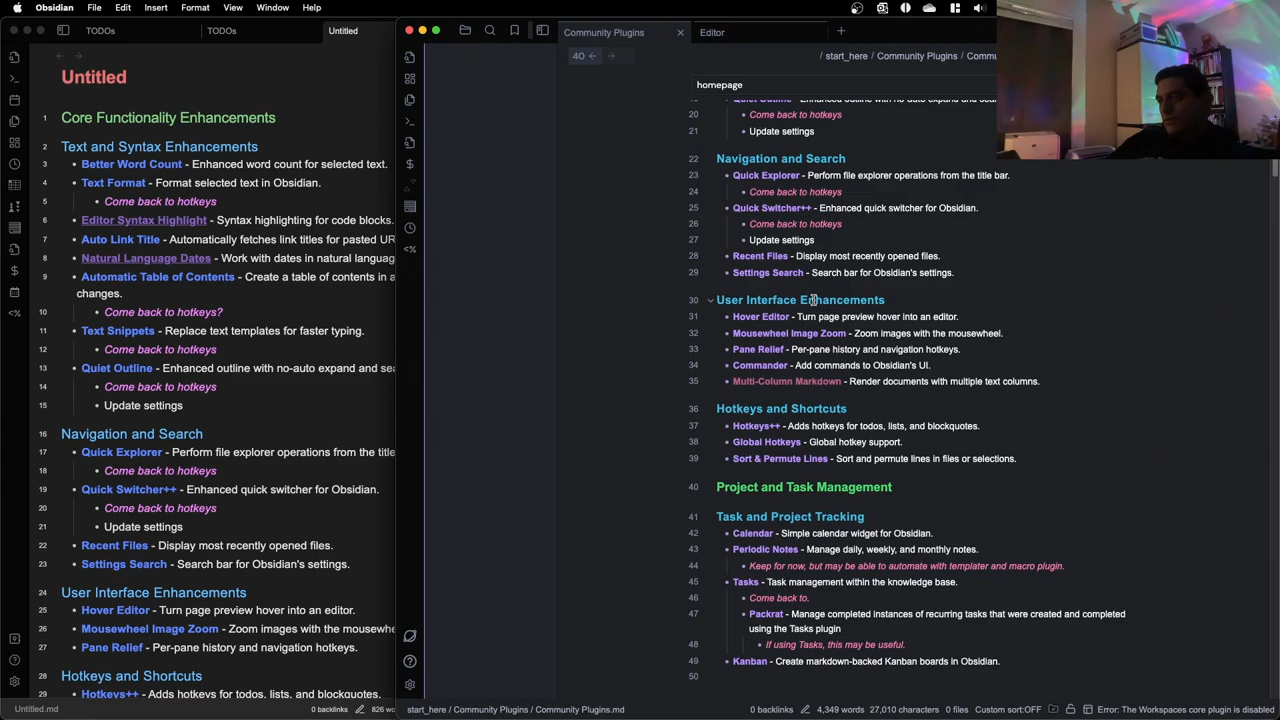 Obsidian File Edit Insert Format View Window Help
TODOs TODOs Untitled
Untitled
1 Core Functionality Enhancements
2 Text and Syntax Enhancements
3 Better Word Count - Enhanced word count for selected text.
4 Text Format - Format selected text in Obsidian.
5 Come back to hotkeys
6 Editor Syntax Highlight - Syntax highlighting for code blocks.
7 Auto Link Title - Automatically fetches link titles for pasted UR
8 Natural Language Dates - Work with dates in natural languag
9 Automatic Table of Contents - Create a table of contents in a
changes.
10 Come back to hotkeys?
11 Text Snippets - Replace text templates for faster typing.
12 Come back to hotkeys
13 Quiet Outline - Enhanced outline with no-auto expand and sea
14 Come back to hotkeys
15 Update settings
16 Navigation and Search
17 Quick Explorer - Perform file explorer operations from the title
18 Come back to hotkeys
19 Quick Switcher++ - Enhanced quick switcher for Obsidian.
20 Come back to hotkeys
21 Update settings
22 Recent Files - Display most recently opened files.
23 Settings Search - Search bar for Obsidian's settings.
24 User Interface Enhancements
25 Hover Editor - Turn page preview hover into an editor.
26 Mousewheel Image Zoom - Zoom images with the mousewhe
27 Pane Relief - Per-pane history and navigation hotkeys.
28 Hotkeys and Shortcuts
29 Hotkeys++ - Adds hotkeys for todos, lists, and blockquotes.
Untitled.md 0 backlinks 826 wo
Community Plugins Editor
40
/ start_here / Community Plugins / Commu
homepage
20 Come back to hotkeys
21 Update settings
22 Navigation and Search
23 Quick Explorer - Perform file explorer operations from the title bar.
24 Come back to hotkeys
25 Quick Switcher++ - Enhanced quick switcher for Obsidian.
26 Come back to hotkeys
27 Update settings
28 Recent Files - Display most recently opened files.
29 Settings Search - Search bar for Obsidian's settings.
30 User Interface Enhancements
31 Hover Editor - Turn page preview hover into an editor.
32 Mousewheel Image Zoom - Zoom images with the mousewheel.
33 Pane Relief - Per-pane history and navigation hotkeys.
34 Commander - Add commands to Obsidian's UI.
35 Multi-Column Markdown - Render documents with multiple text columns.
36 Hotkeys and Shortcuts
37 Hotkeys++ - Adds hotkeys for todos, lists, and blockquotes.
38 Global Hotkeys - Global hotkey support.
39 Sort & Permute Lines - Sort and permute lines in files or selections.
40 Project and Task Management
41 Task and Project Tracking
42 Calendar - Simple calendar widget for Obsidian.
43 Periodic Notes - Manage daily, weekly, and monthly notes.
44 Keep for now, but may be able to automate with templater and macro plugin.
45 Tasks - Task management within the knowledge base.
46 Come back to.
47 Packrat - Manage completed instances of recurring tasks that were created and completed
using the Tasks plugin
48 If using Tasks, this may be useful.
49 Kanban - Create markdown-backed Kanban boards in Obsidian.
50
start_here / Community Plugins / Community Plugins.md 0 backlinks 4,349 words 27,010 characters 0 files Custom sort:OFF Error: The Workspaces core plugin is disabled